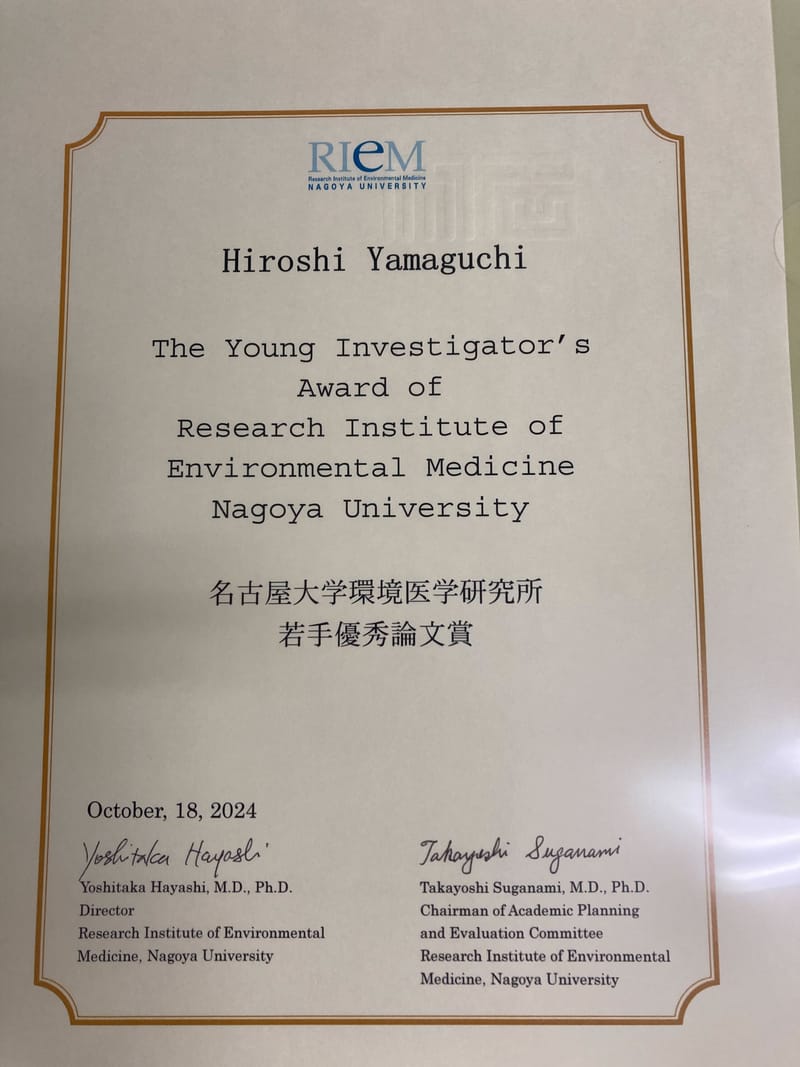 RIeM
Research Institute of Environmental Medicine
NAGOYA UNIVERSITY
Hiroshi Yamaguchi
The Young Investigator's
Award of
Research Institute of
Environmental Medicine
Nagoya University
名古屋大学環境医学研究所
若手優秀論文賞
October, 18, 2024
Yoshitaka Hayashi
Yoshitaka Hayashi, M.D., Ph.D.
Director
Research Institute of Environmental
Medicine, Nagoya University
Takayoshi Suganami
Takayoshi Suganami, M.D., Ph.D.
Chairman of Academic Planning
and Evaluation Committee
Research Institute of Environmental
Medicine, Nagoya University